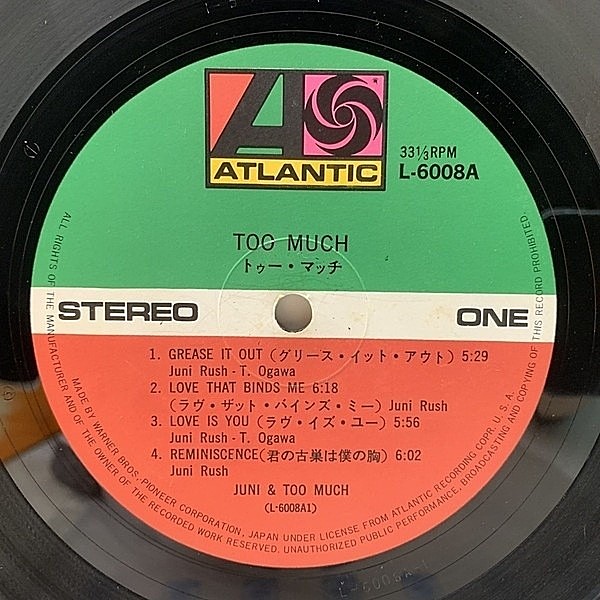 ATLANTIC
33⅓RPM
L-6008A
TOO MUCH
トゥー・マッチ
STEREO
ONE
1. GREASE IT OUT (グリース・イット・アウト) 5:29
Juni Rush - T. Ogawa
2. LOVE THAT BINDS ME 6:18
(ラヴ・ザット・バインズ・ミー) Juni Rush
3. LOVE IS YOU (ラヴ・イズ・ユー) 5:56
Juni Rush - T. Ogawa
4. REMINISCENCE(君の古巣は僕の胸) 6:02
Juni Rush
JUNI & TOO MUCH
(L-6008A1)
ALL RIGHTS OF THE MANUFACTURER AND OF THE OWNER OF THE RECORDED WORK RESERVED. UNAUTHORIZED PUBLIC PERFORMANCE, BROADCASTING AND COPYING OF THIS RECORD PROHIBITED.
MADE BY WARNER BROS. PIONEER CORPORATION, JAPAN UNDER LICENSE FROM ATLANTIC RECORDING CORP. U.S.A.